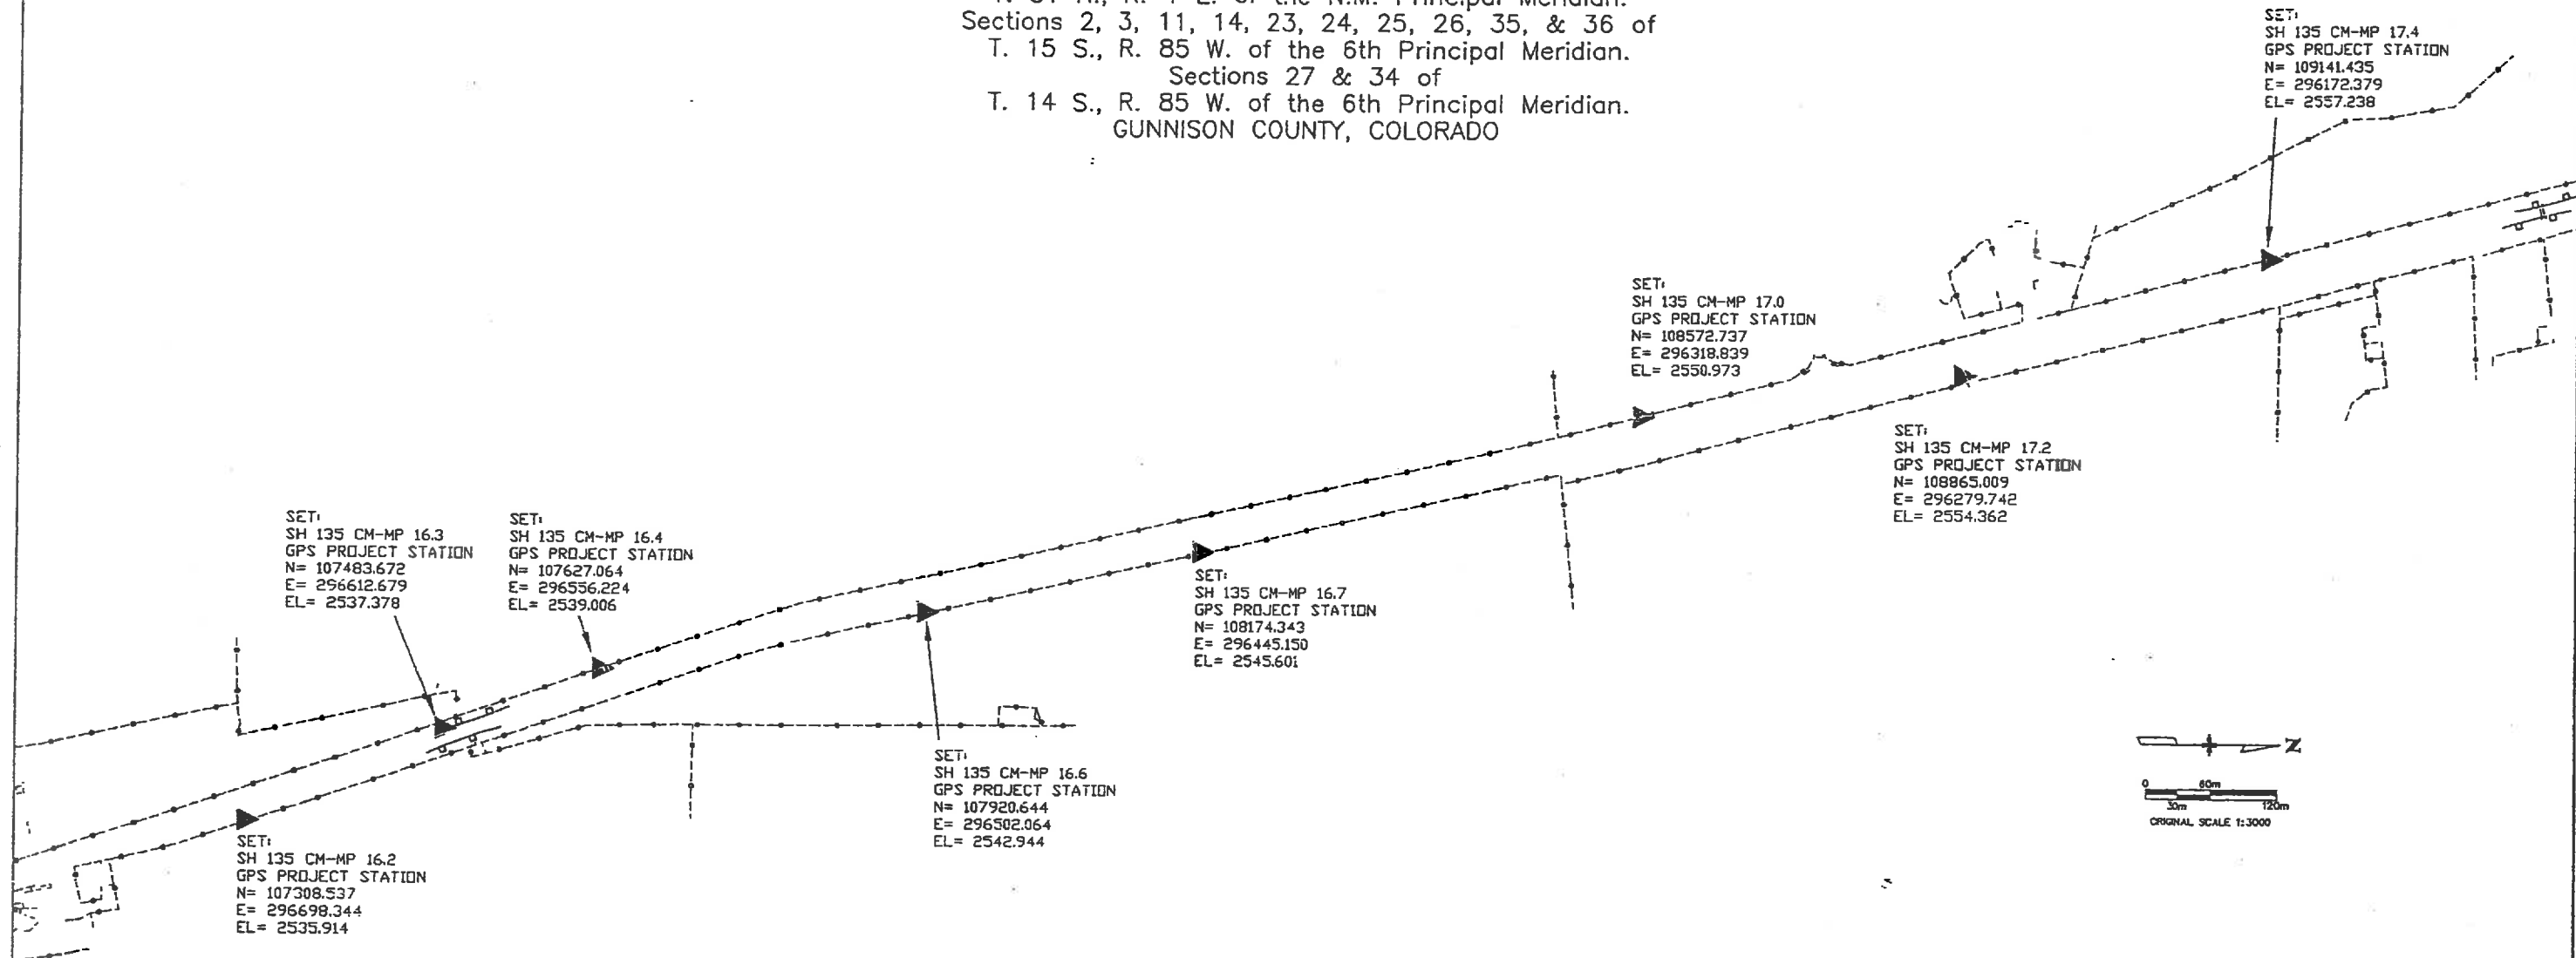 Sections 2, 3, 11, 14, 23, 24, 25, 26, 35, & 36 of
T. 15 S., R. 85 W. of the 6th Principal Meridian.
Sections 27 & 34 of
T. 14 S., R. 85 W. of the 6th Principal Meridian.
GUNNISON COUNTY, COLORADO
SET:
SH 135 CM-MP 17.4
GPS PROJECT STATION
N= 109141.435
E= 296172.379
EL= 2557.238
SET:
SH 135 CM-MP 17.0
GPS PROJECT STATION
N= 108572.737
E= 296318.839
EL= 2550.973
SET:
SH 135 CM-MP 17.2
GPS PROJECT STATION
N= 108865.009
E= 296279.742
EL= 2554.362
SET:
SH 135 CM-MP 16.3
GPS PROJECT STATION
N= 107483.672
E= 296612.679
EL= 2537.378
SET:
SH 135 CM-MP 16.4
GPS PROJECT STATION
N= 107627.064
E= 296556.224
EL= 2539.006
SET:
SH 135 CM-MP 16.7
GPS PROJECT STATION
N= 108174.343
E= 296445.150
EL= 2545.601
SET:
SH 135 CM-MP 16.6
GPS PROJECT STATION
N= 107920.644
E= 296502.064
EL= 2542.944
SET:
SH 135 CM-MP 16.2
GPS PROJECT STATION
N= 107308.537
E= 296698.344
EL= 2535.914
N
0 60m
30m 120m
ORIGINAL SCALE 1:3000